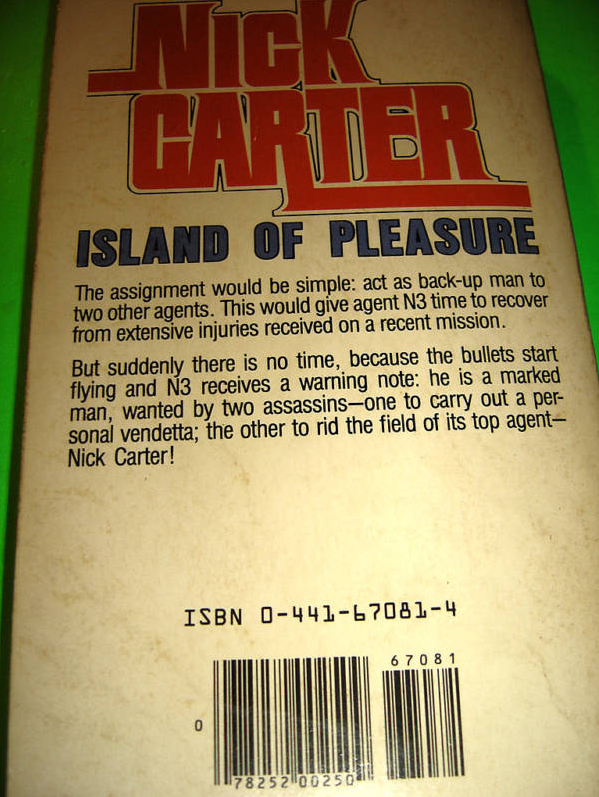 NICK
CARTER
ISLAND OF PLEASURE
The assignment would be simple: act as back-up man to
two other agents. This would give agent N3 time to recover
from extensive injuries received on a recent mission.
But suddenly there is no time, because the bullets start
flying and N3 receives a warning note: he is a marked
man, wanted by two assassins—one to carry out a per-
sonal vendetta; the other to rid the field of its top agent—
Nick Carter!
ISBN 0-441-67081-4
67081
0
78252 00250